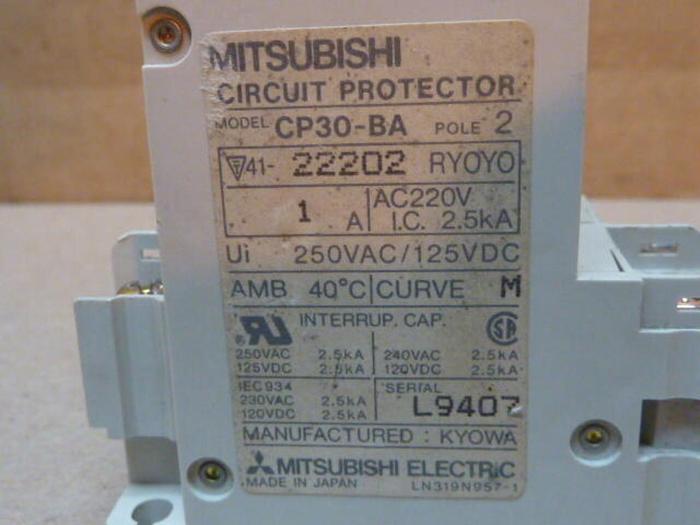 MITSUBISHI
CIRCUIT PROTECTOR
MODEL CP30-BA POLE 2
T41- 22202 RYOYO
1 A AC220V
I.C. 2.5kA
Ui 250VAC/125VDC
AMB 40°C CURVE M
INTERRUP. CAP.
250VAC 2.5kA 240VAC 2.5kA
125VDC 2.5kA 120VDC 2.5kA
IEC934 SERIAL
230VAC 2.5kA L9407
120VDC 2.5kA
MANUFACTURED : KYOWA
MITSUBISHI ELECTRIC
MADE IN JAPAN LN319N957-1